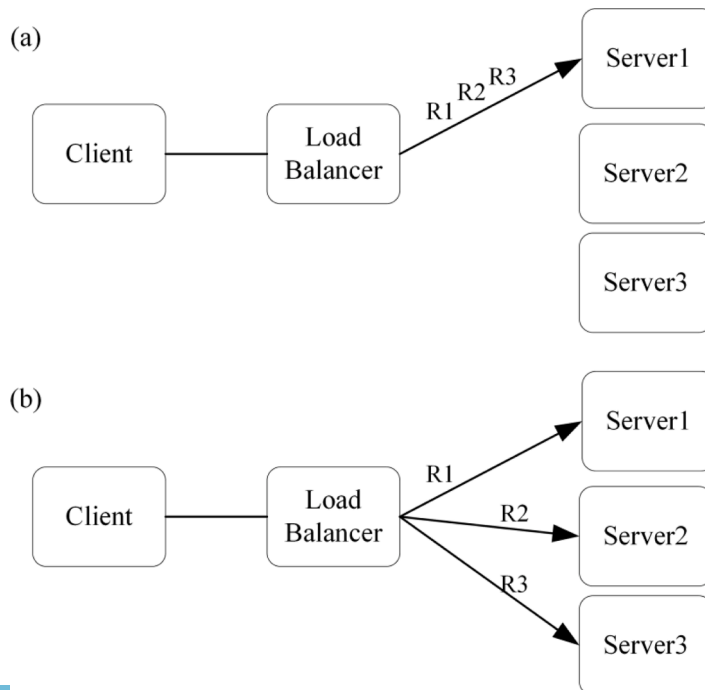 (a)
Client
Load
Balancer
R1
R2
R3
Server1
Server2
Server3
(b)
Client
Load
Balancer
R1
R2
R3
Server1
Server2
Server3